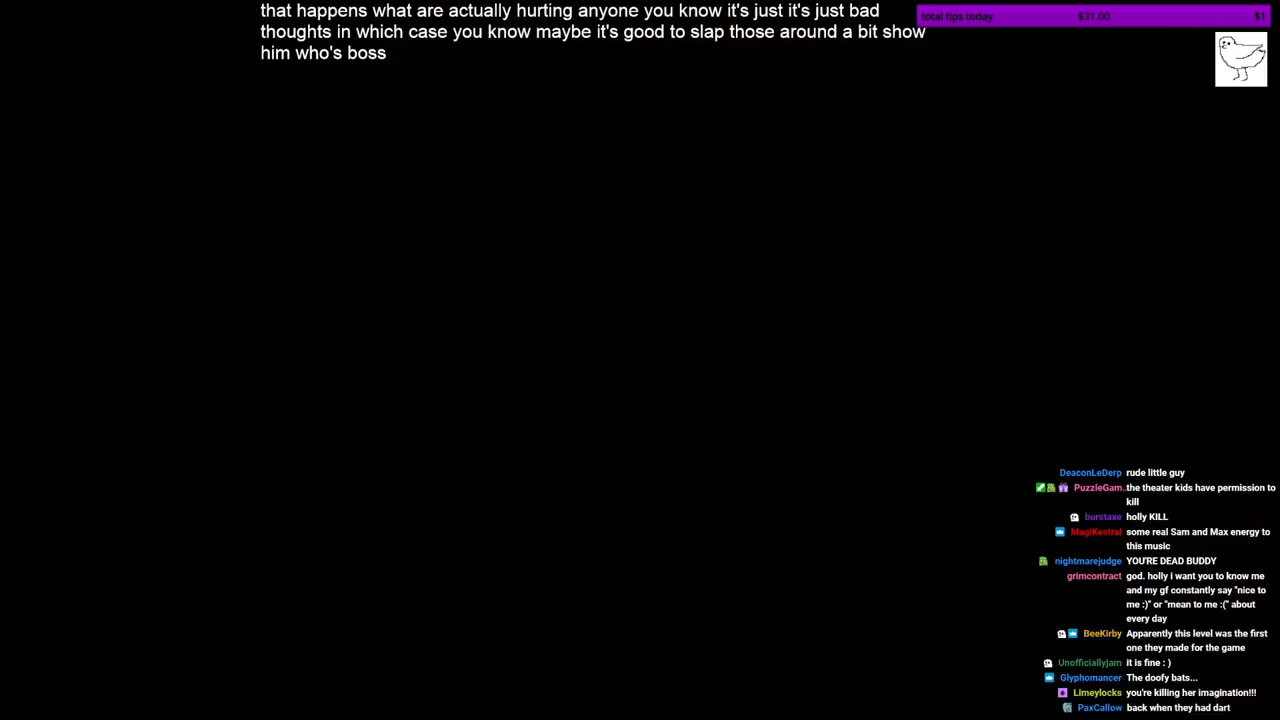 that happens what are actually hurting anyone you know it's just it's just bad
thoughts in which case you know maybe it's good to slap those around a bit show
him who's boss
total tips today $31.00 $1
DeaconLeDerp rude little guy
PuzzleGam..the theater kids have permission to
kill
burstaxe holly KILL
MagiKestral some real Sam and Max energy to
this music
nightmarejudge YOU'RE DEAD BUDDY
grimcontract god. holly i want you to know me
and my gf constantly say "nice to
me :)" or "mean to me :(" about
every day
BeeKirby Apparently this level was the first
one they made for the game
Unofficiallyjam it is fine : )
Glyphomancer The doofy bats...
Limeylocks you're killing her imagination!!!
PaxCallow back when they had dart